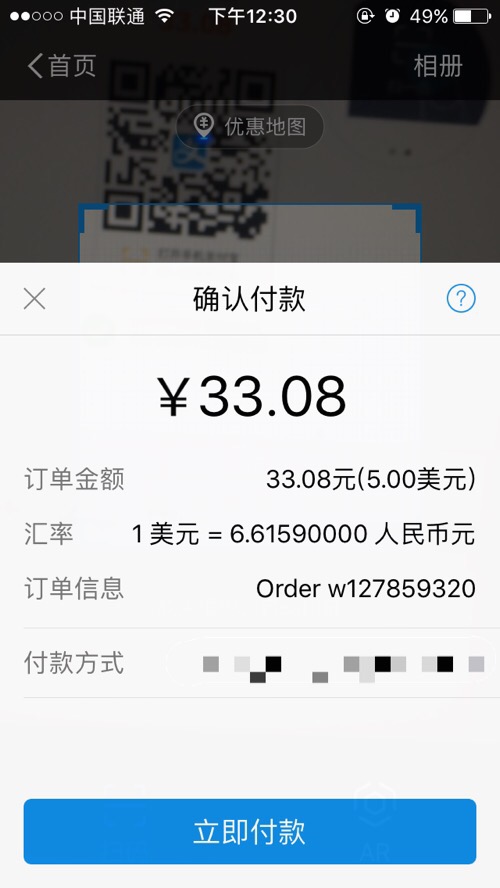 中国联通 下午12:30 49%
首页 相册
优惠地图
确认付款
¥33.08
订单金额 33.08元(5.00美元)
汇率 1 美元 = 6.61590000 人民币元
订单信息 Order w127859320
付款方式
立即付款
AR